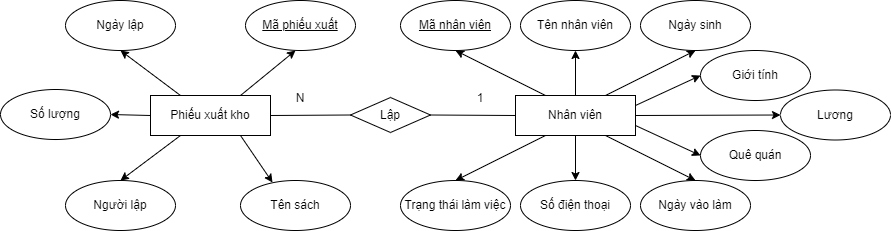 Ngày lập
Mã phiếu xuất
Mã nhân viên
Tên nhân viên
Ngày sinh
Giới tính
Số lượng
Phiếu xuất kho
N
Lập
1
Nhân viên
Lương
Quê quán
Người lập
Tên sách
Trạng thái làm việc
Số điện thoại
Ngày vào làm